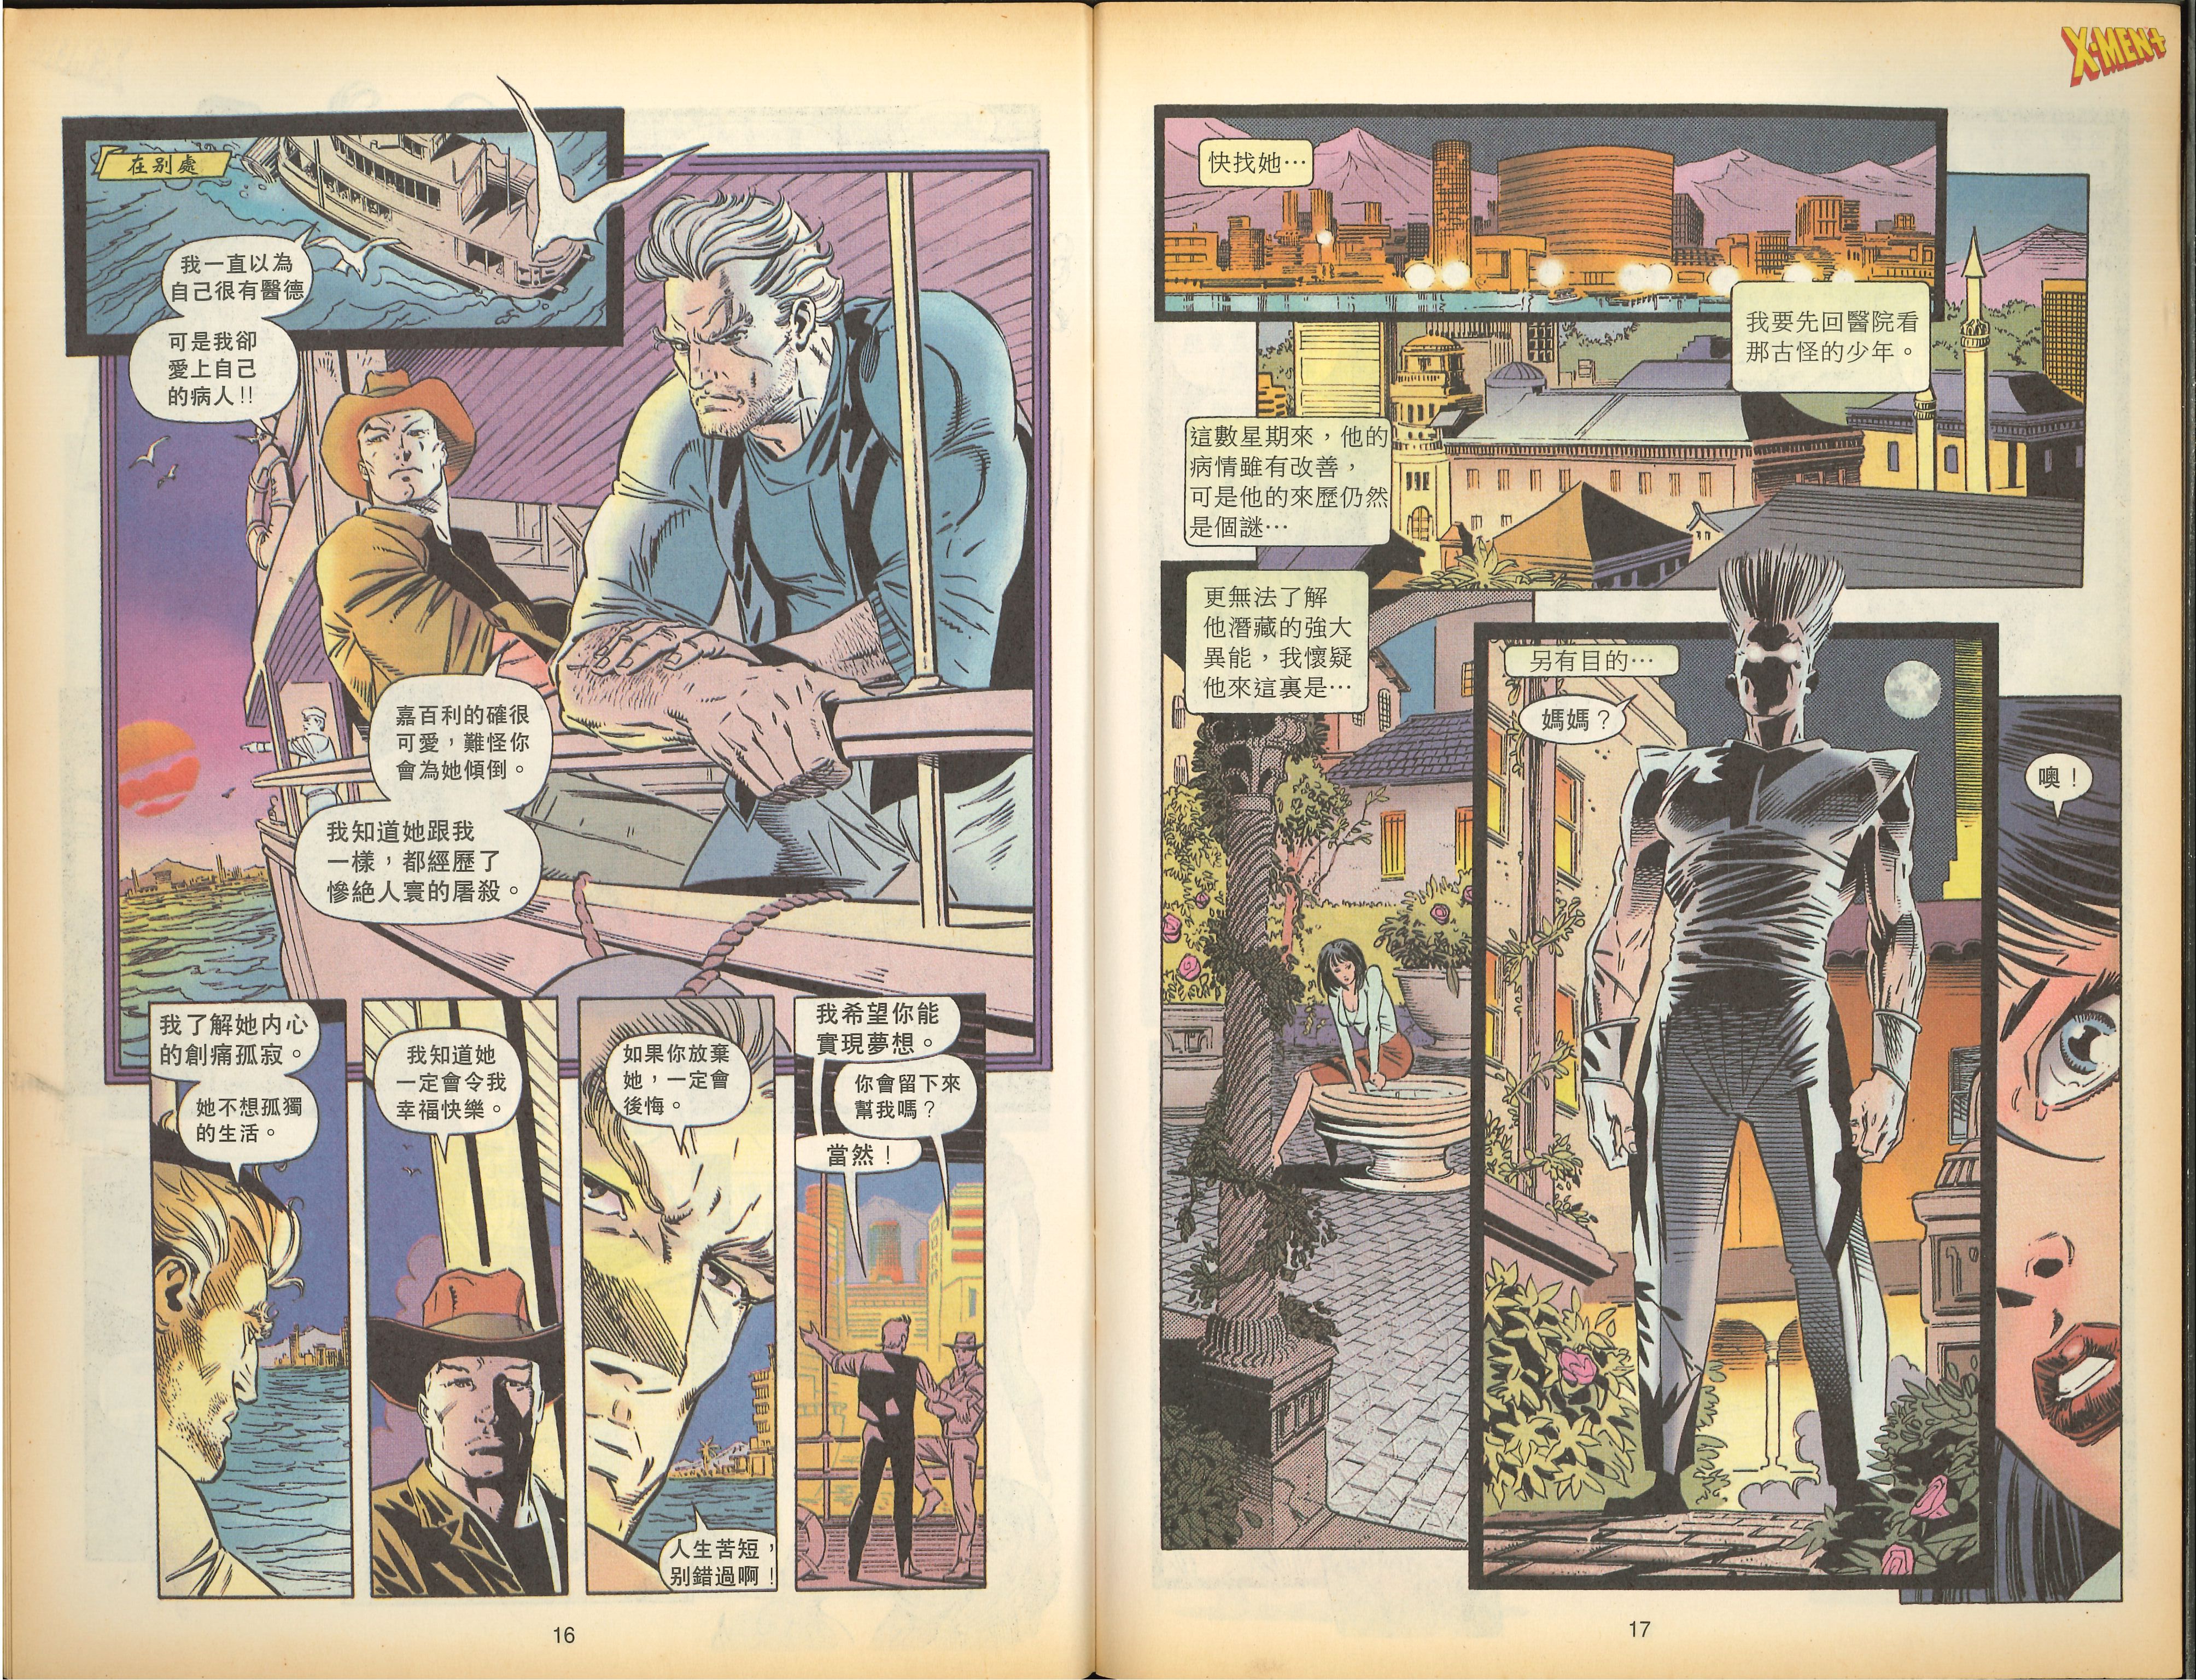 在別處
我一直以為
自己很有醫德
可是我卻
愛上自己
的病人!!
嘉百利的確很
可愛，難怪你
會為她傾倒。
我知道她跟我
一樣，都經歷了
慘絕人寰的屠殺。
我了解她内心
的創痛孤寂。
她不想孤獨
的生活。
我知道她
一定會令我
幸福快樂。
如果你放棄
她，一定會
後悔。
人生苦短，
別錯過啊！
我希望你能
實現夢想。
你會留下來
幫我嗎？
當然！
16
X-MEN+
快找她…
我要先回醫院看
那古怪的少年。
這數星期來，他的
病情雖有改善，
可是他的來歷仍然
是個謎…
更無法了解
他潛藏的強大
異能，我懷疑
他來這裏是…
另有目的…
媽媽？
噢！
17